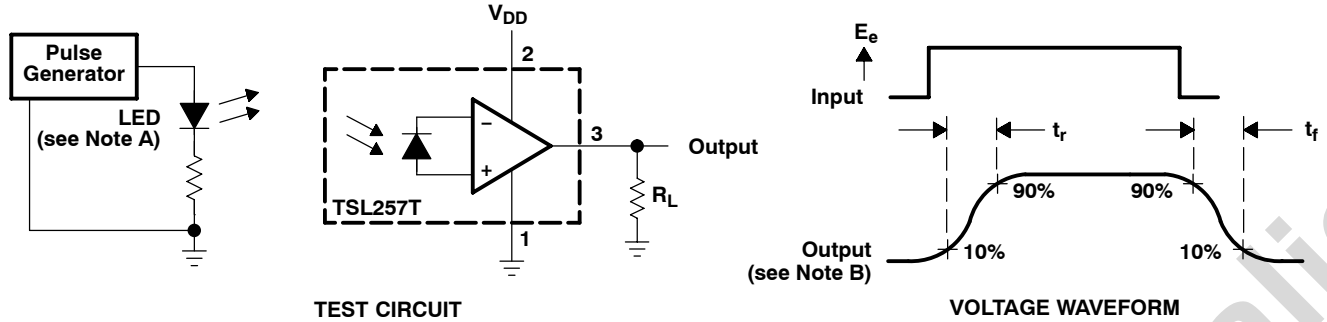 Pulse
Generator
LED
(see Note A)
VDD
2
−
+
3
Output
RL
TSL257T
1
TEST CIRCUIT
Ee
Input
tr
tf
90%
90%
Output
(see Note B)
10%
10%
VOLTAGE WAVEFORM